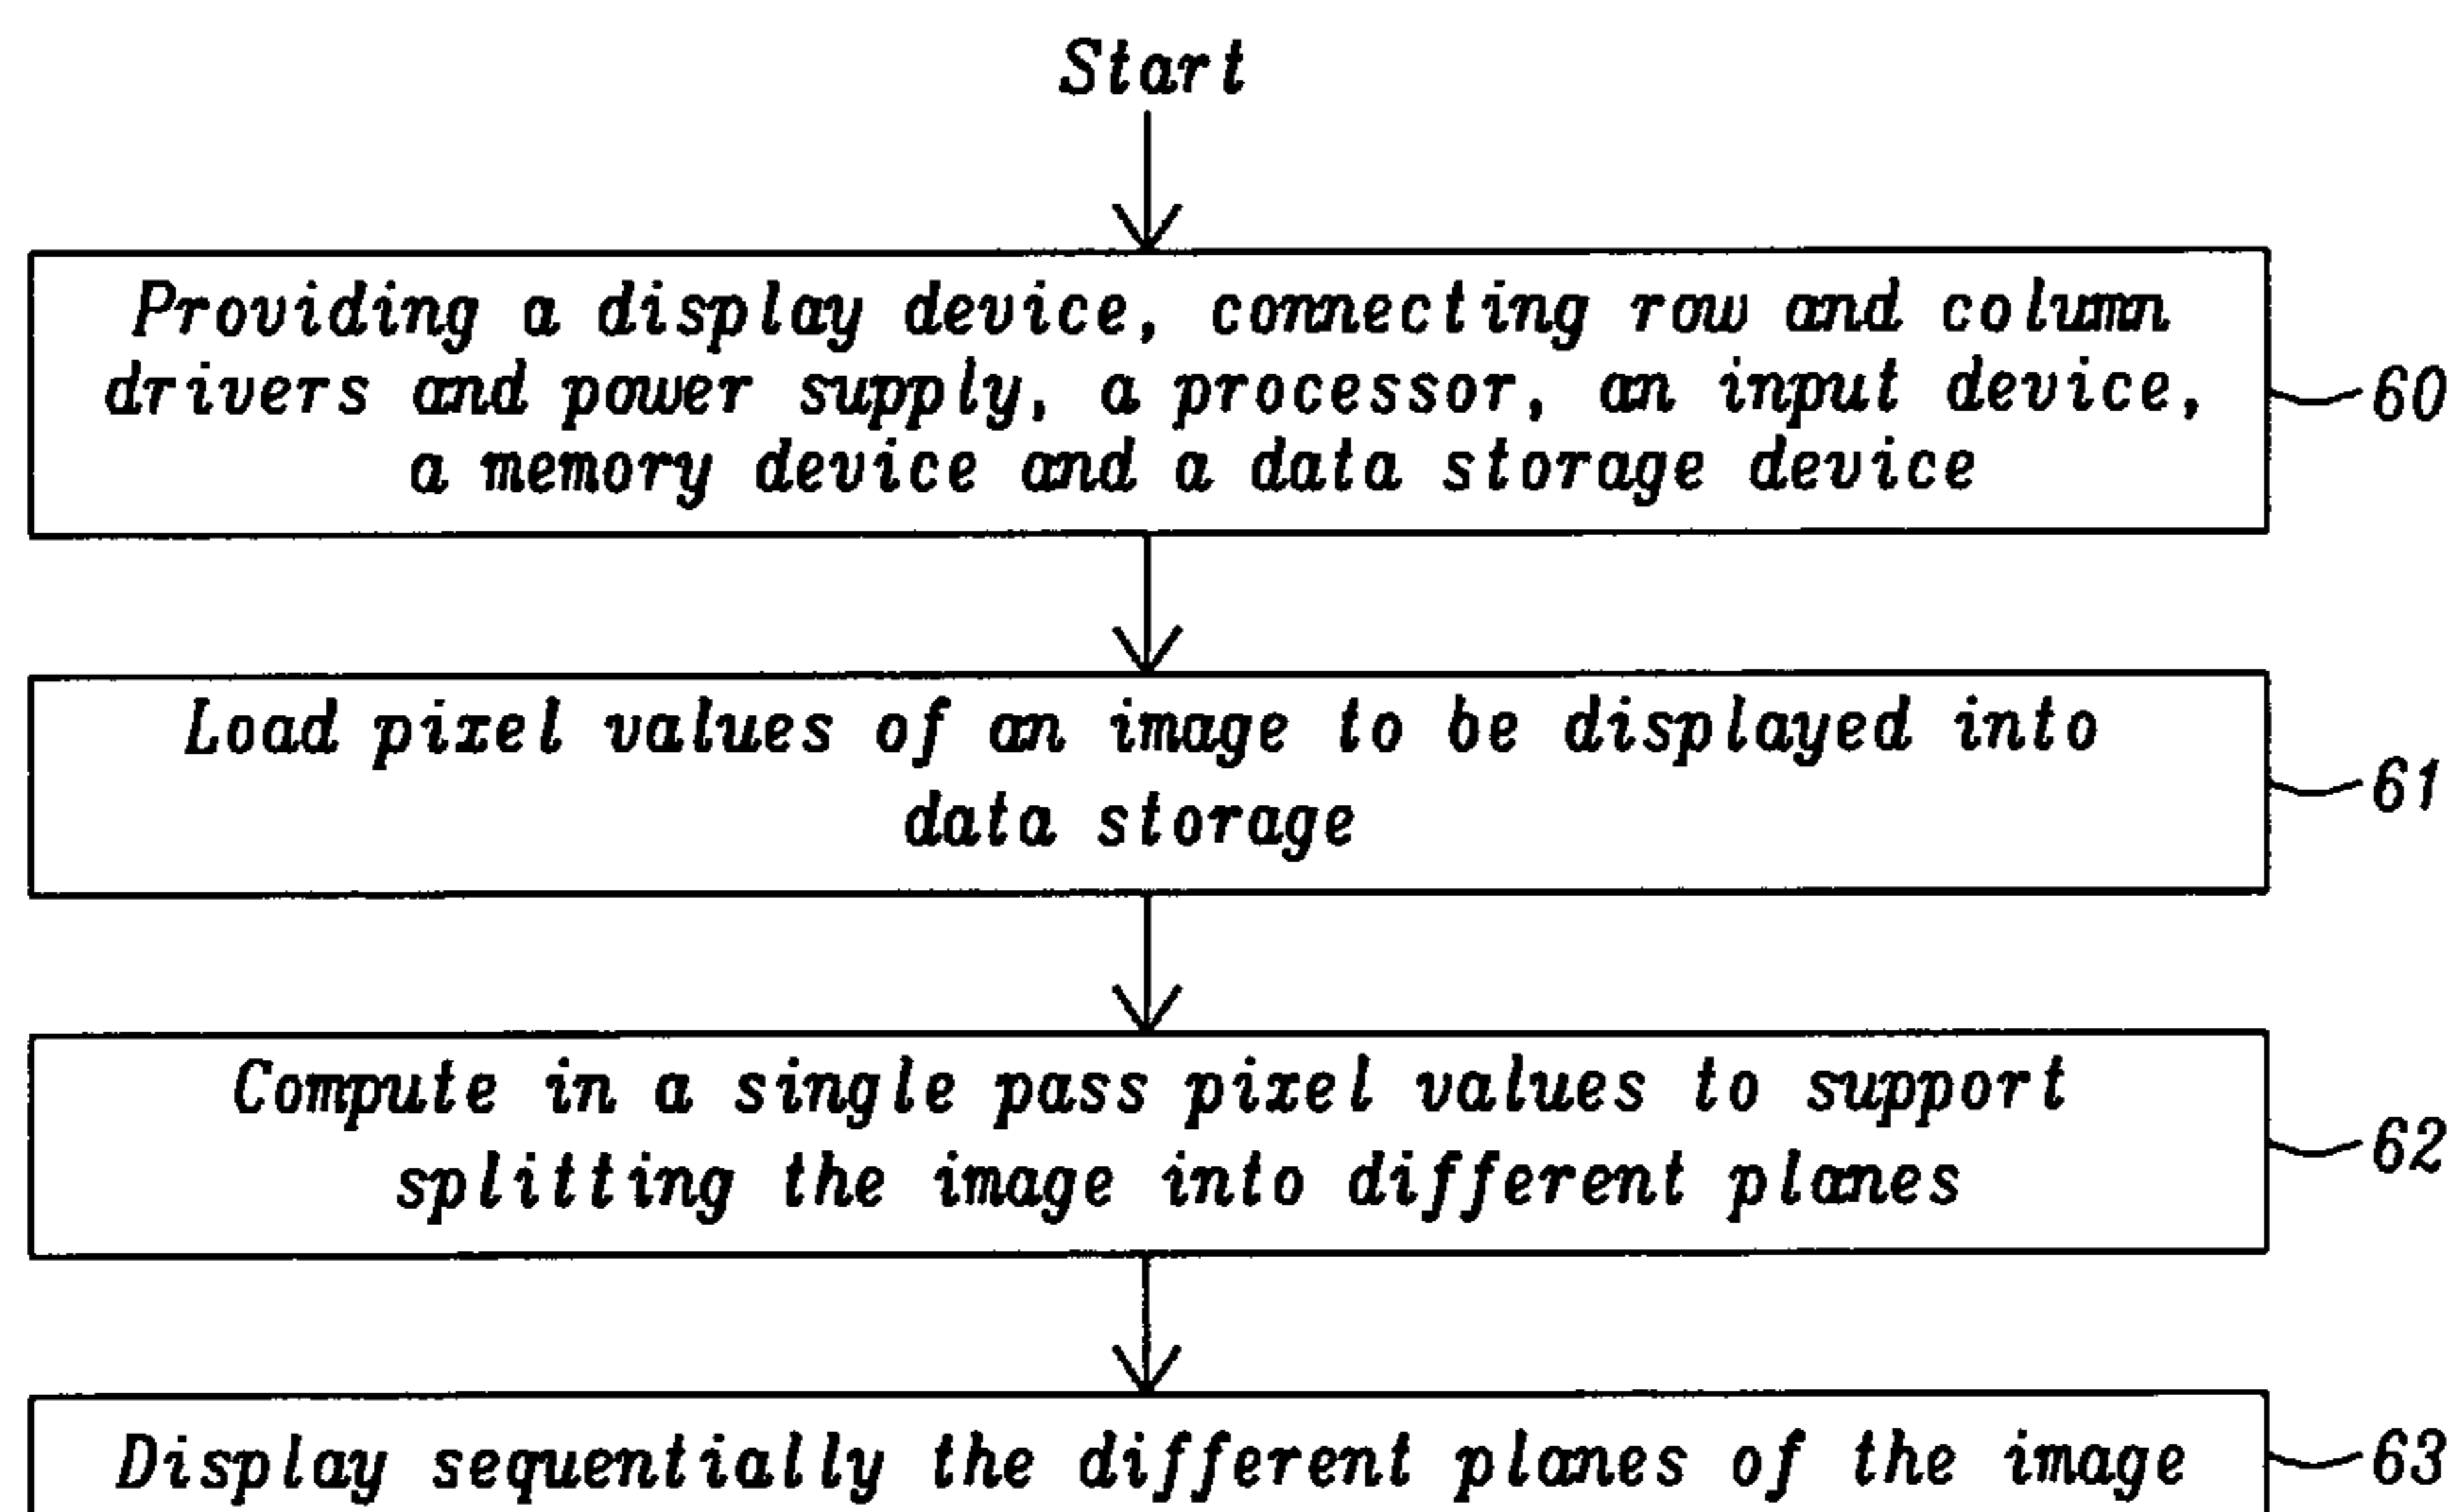 Start
Providing a display device, connecting row and column
drivers and power supply, a processor, an input device,
a memory device and a data storage device
60
Load pixel values of an image to be displayed into
data storage
61
Compute in a single pass pixel values to support
splitting the image into different planes
62
Display sequentially the different planes of the image
63